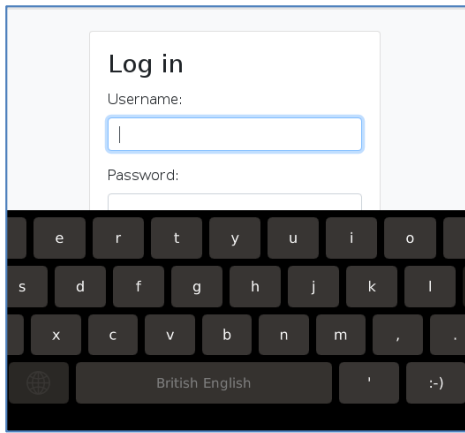 Log in
Username:
Password:
e r t y u i o
s d f g h j k l
x c v b n m , .
British English ' :-)